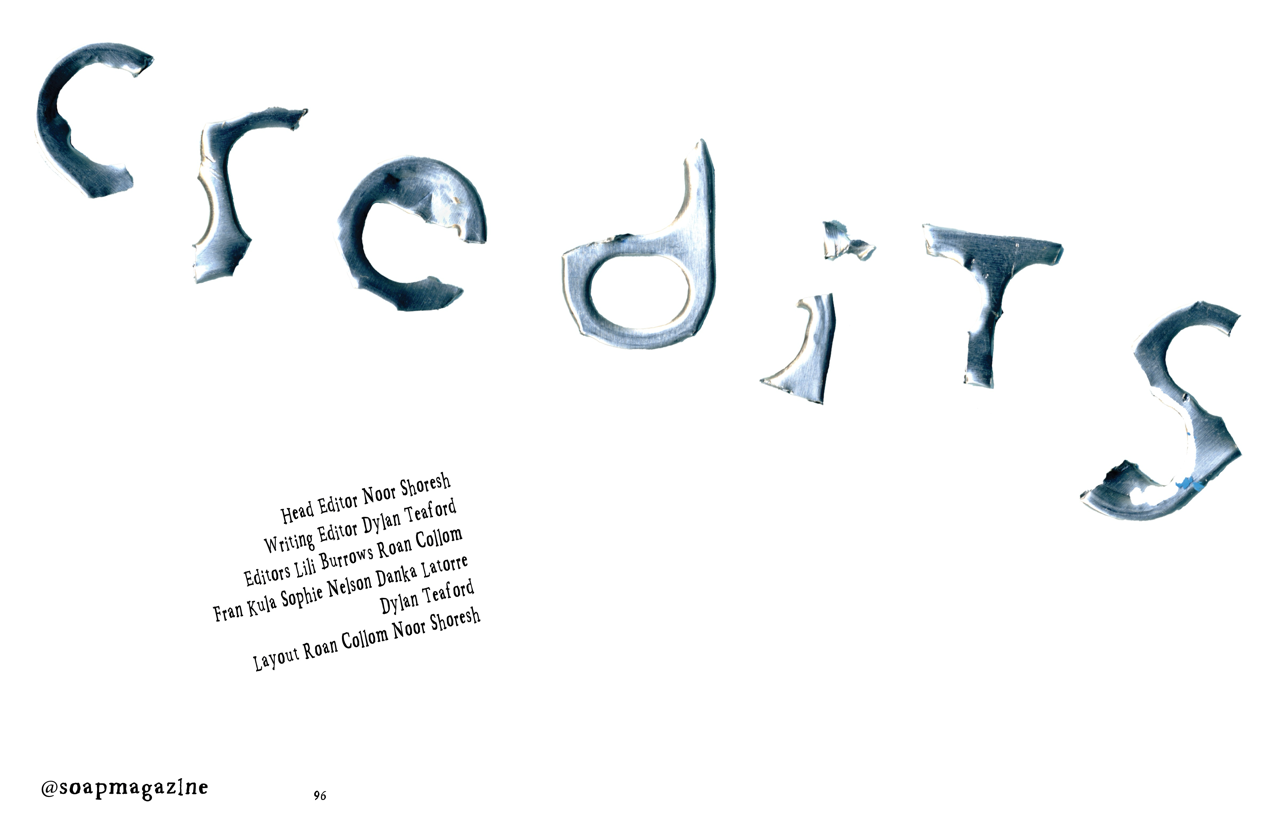 crediTs
Head Editor Noor Shoresh
Writing Editor Dylan Teaford
Editors Lili Burrows Roan Collom
Fran Kula Sophie Nelson Danka Latorre
Dylan Teaford
Layout Roan Collom Noor Shoresh
@soapmagaz1ne
96